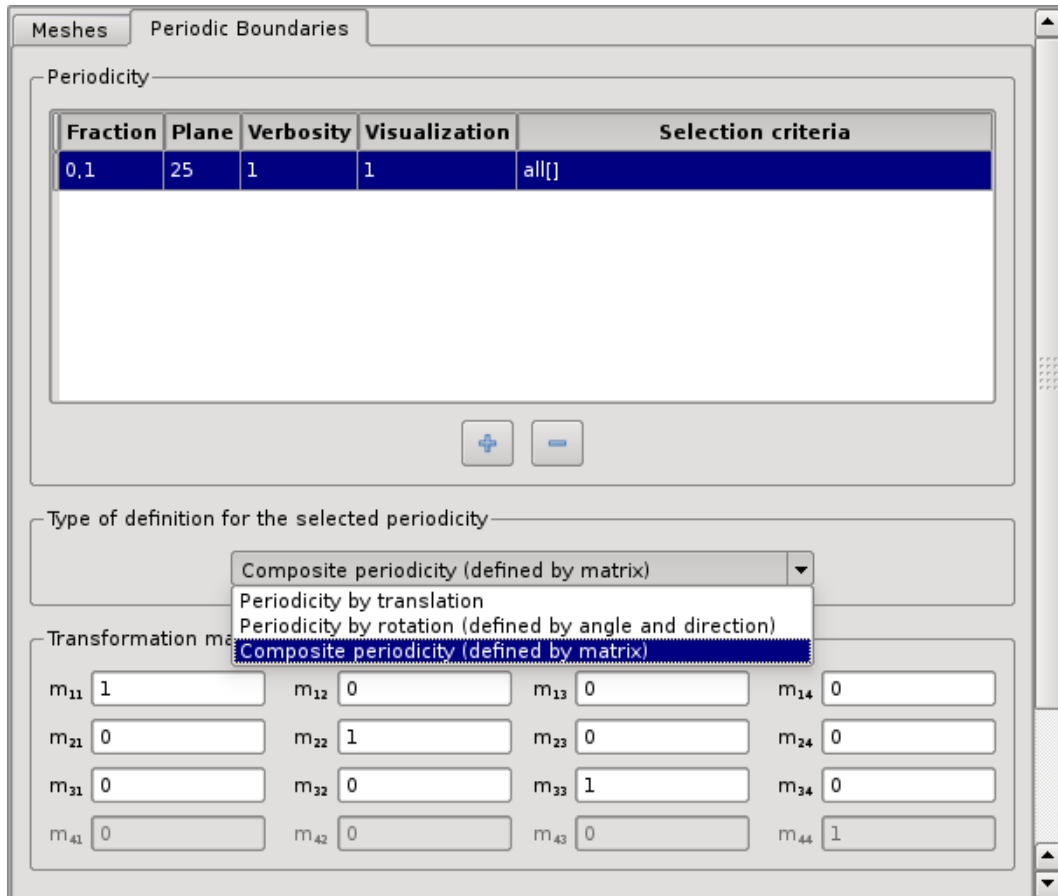 Meshes Periodic Boundaries
Periodicity
Fraction Plane Verbosity Visualization Selection criteria
0,1 25 1 1 all[]
Type of definition for the selected periodicity
Composite periodicity (defined by matrix)
Periodicity by translation
Periodicity by rotation (defined by angle and direction)
Transformation
Composite periodicity (defined by matrix)
m₁₁ 1 m₁₂ 0 m₁₃ 0 m₁₄ 0
m₂₁ 0 m₂₂ 1 m₂₃ 0 m₂₄ 0
m₃₁ 0 m₃₂ 0 m₃₃ 1 m₃₄ 0
m₄₁ 0 m₄₂ 0 m₄₃ 0 m₄₄ 1